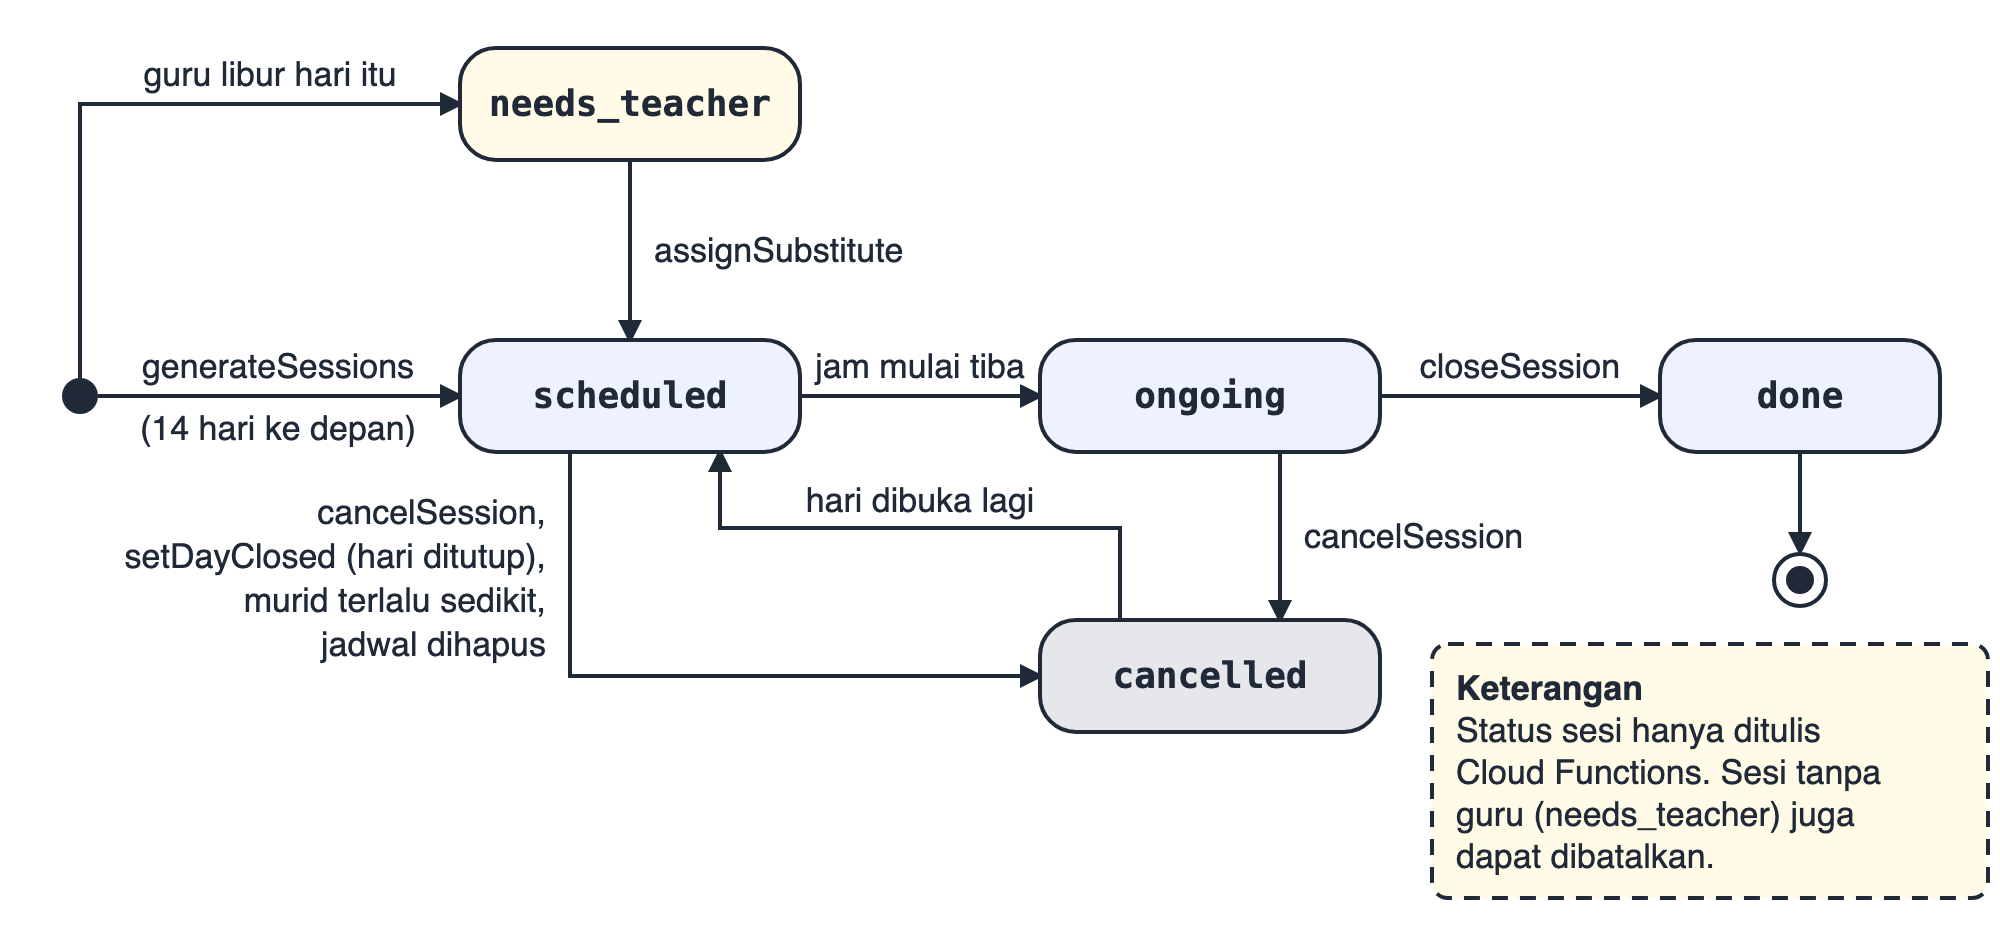 guru libur hari itu
needs_teacher
assignSubstitute
generateSessions
(14 hari ke depan)
scheduled
jam mulai tiba
ongoing
closeSession
done
cancelSession,
setDayClosed (hari ditutup),
murid terlalu sedikit,
jadwal dihapus
hari dibuka lagi
cancelSession
cancelled
Keterangan
Status sesi hanya ditulis
Cloud Functions. Sesi tanpa
guru (needs_teacher) juga
dapat dibatalkan.